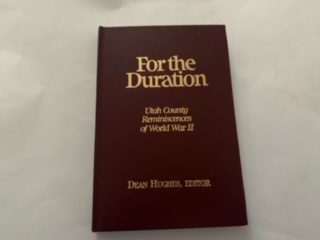 For the
Duration
Utah County
Reminiscences
of World War II
DEAN HUGHES, EDITOR